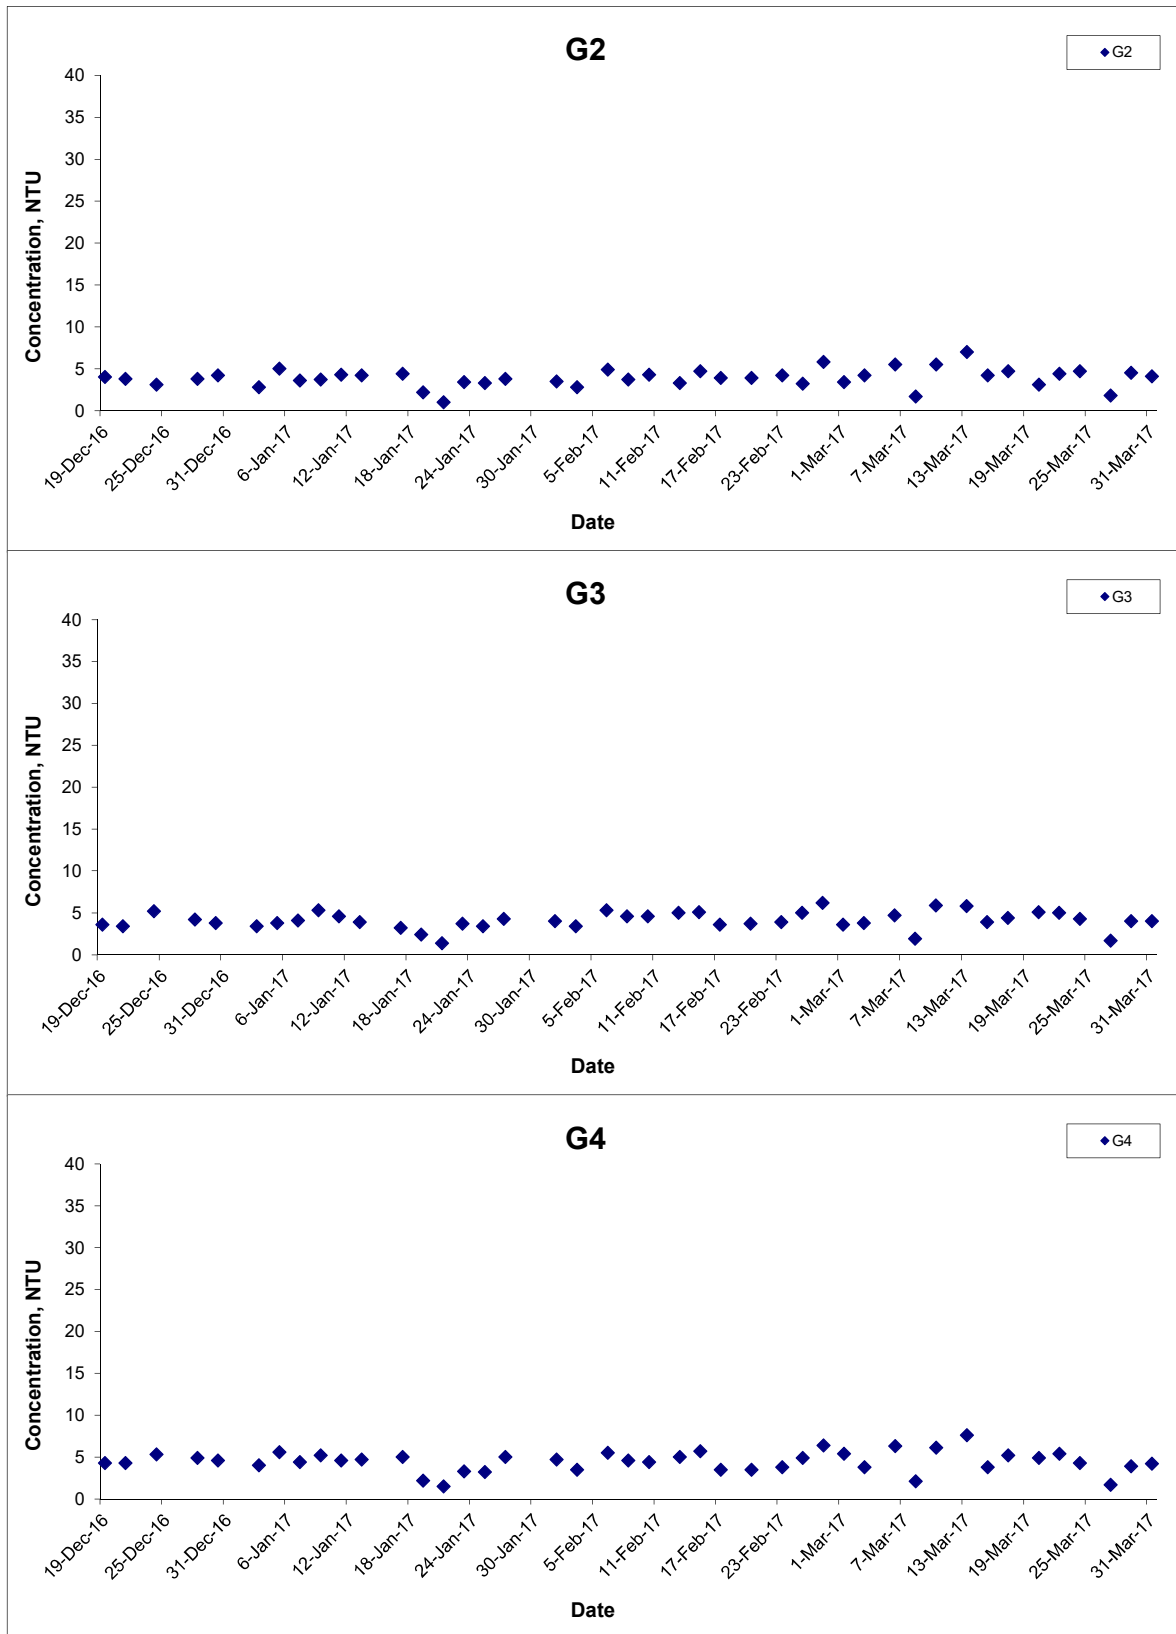 G2
G2
40
35
30
25
20
15
10
5
0
Concentration, NTU
19-Dec-16
25-Dec-16
31-Dec-16
6-Jan-17
12-Jan-17
18-Jan-17
24-Jan-17
30-Jan-17
5-Feb-17
11-Feb-17
17-Feb-17
23-Feb-17
1-Mar-17
7-Mar-17
13-Mar-17
19-Mar-17
25-Mar-17
31-Mar-17
Date
G3
G3
40
35
30
25
20
15
10
5
0
Concentration, NTU
19-Dec-16
25-Dec-16
31-Dec-16
6-Jan-17
12-Jan-17
18-Jan-17
24-Jan-17
30-Jan-17
5-Feb-17
11-Feb-17
17-Feb-17
23-Feb-17
1-Mar-17
7-Mar-17
13-Mar-17
19-Mar-17
25-Mar-17
31-Mar-17
Date
G4
G4
40
35
30
25
20
15
10
5
0
Concentration, NTU
19-Dec-16
25-Dec-16
31-Dec-16
6-Jan-17
12-Jan-17
18-Jan-17
24-Jan-17
30-Jan-17
5-Feb-17
11-Feb-17
17-Feb-17
23-Feb-17
1-Mar-17
7-Mar-17
13-Mar-17
19-Mar-17
25-Mar-17
31-Mar-17
Date